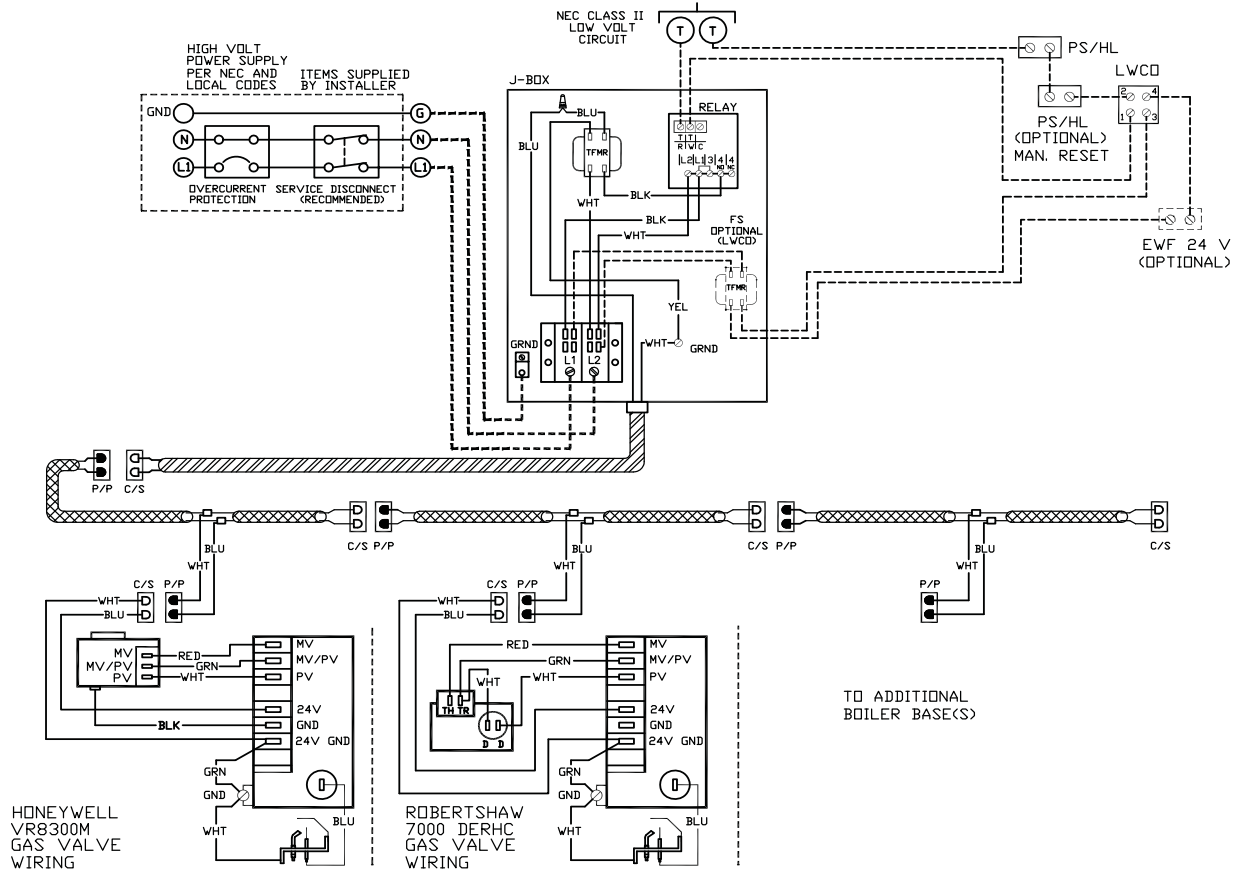 NEC CLASS II
LOW VOLT
CIRCUIT
T T
HIGH VOLT
POWER SUPPLY
PER NEC AND
LOCAL CODES
ITEMS SUPPLIED
BY INSTALLER
GND
G
N
N
L1
L1
OVERCURRENT
PROTECTION
SERVICE DISCONNECT
(RECOMMENDED)
J-BOX
BLU
BLU
TFMR
RELAY
T T
R W C
L2 L1 3 4 4
NO NC
BLK
WHT
BLK
WHT
FS
OPTIONAL
(LWCO)
TFMR
YEL
WHT
GRND
GRND
L1 L2
PS/HL
LWCO
2 4
1 3
PS/HL
(OPTIONAL)
MAN. RESET
EWF 24 V
(OPTIONAL)
P/P C/S
C/S P/P
C/S P/P
C/S
BLU
WHT
BLU
WHT
BLU
WHT
C/S P/P
WHT
BLU
C/S P/P
WHT
BLU
P/P
MV
MV/PV
PV
RED
GRN
WHT
MV
MV/PV
PV
24V
GND
24V GND
BLK
GRN
GND
WHT
BLU
HONEYWELL
VR8300M
GAS VALVE
WIRING
RED
GRN
WHT
WHT
TH TR
D D
MV
MV/PV
PV
24V
GND
24V GND
GRN
GND
WHT
BLU
ROBERTSHAW
7000 DERHC
GAS VALVE
WIRING
TO ADDITIONAL
BOILER BASE(S)